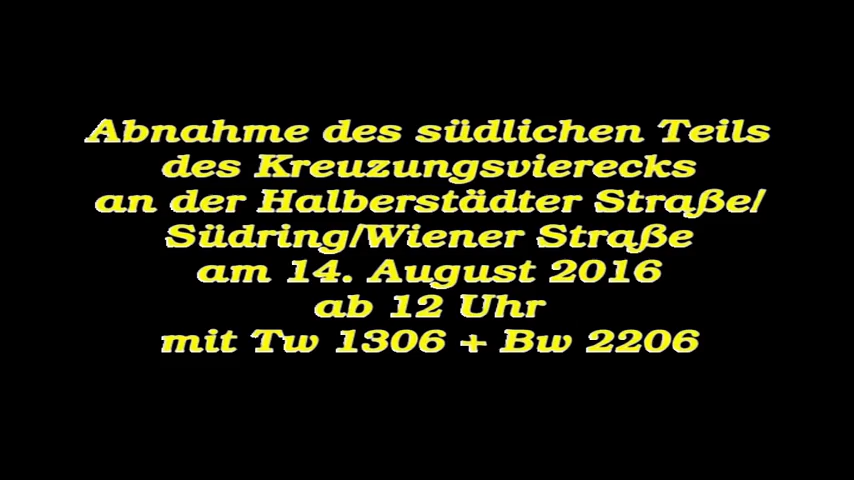 Abnahme des südlichen Teils
des Kreuzungsvierecks
an der Halberstädter Straße/
Südring/Wiener Straße
am 14. August 2016
ab 12 Uhr
mit Tw 1306 + Bw 2206